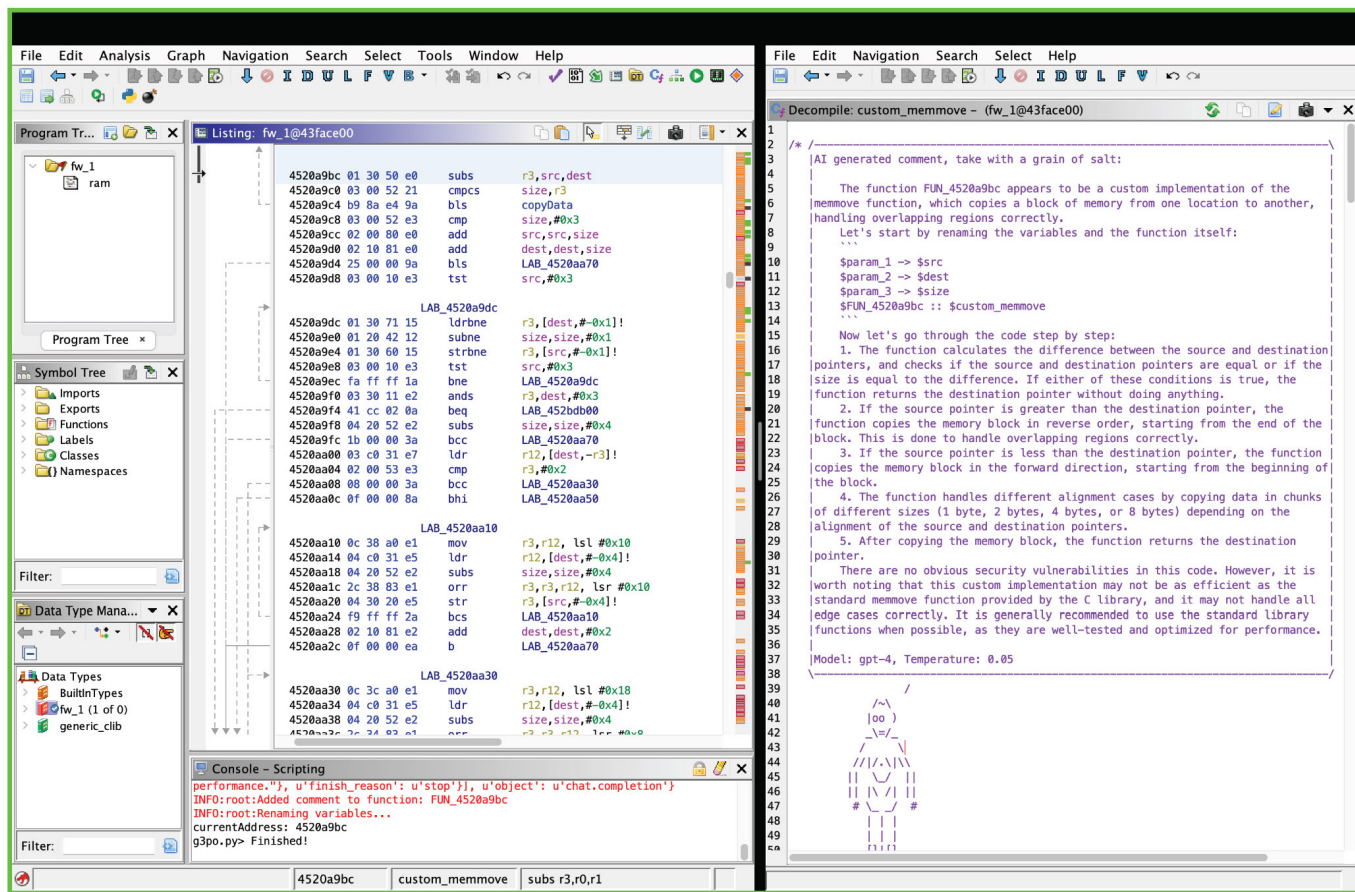 File Edit Analysis Graph Navigation Search Select Tools Window Help
I D U L F V B
Program Tr...
fw_1
ram
Program Tree ×
Symbol Tree
Imports
Exports
Functions
Labels
Classes
Namespaces
Filter:
Data Type Mana...
Data Types
BuiltInTypes
fw_1 (1 of 0)
generic_clib
Filter:
Listing: fw_1@43face00
4520a9bc 01 30 50 e0 subs r3,src,dest
4520a9c0 03 00 52 21 cmpcs size,r3
4520a9c4 b9 8a e4 9a bls copyData
4520a9c8 03 00 52 e3 cmp size,#0x3
4520a9cc 02 00 80 e0 add src,src,size
4520a9d0 02 10 81 e0 add dest,dest,size
4520a9d4 25 00 00 9a bls LAB_4520aa70
4520a9d8 03 00 10 e3 tst src,#0x3
LAB_4520a9dc
4520a9dc 01 30 71 15 ldrbne r3,[dest,#-0x1]!
4520a9e0 01 20 42 12 subne size,size,#0x1
4520a9e4 01 30 60 15 strbne r3,[src,#-0x1]!
4520a9e8 03 00 10 e3 tst src,#0x3
4520a9ec fa ff ff 1a bne LAB_4520a9dc
4520a9f0 03 30 11 e2 ands r3,dest,#0x3
4520a9f4 41 cc 02 0a beq LAB_452bdb00
4520a9f8 04 20 52 e2 subs size,size,#0x4
4520a9fc 1b 00 00 3a bcc LAB_4520aa70
4520aa00 03 c0 31 e7 ldr r12,[dest,-r3]!
4520aa04 02 00 53 e3 cmp r3,#0x2
4520aa08 08 00 00 3a bcc LAB_4520aa30
4520aa0c 0f 00 00 8a bhi LAB_4520aa50
LAB_4520aa10
4520aa10 0c 38 a0 e1 mov r3,r12, lsl #0x10
4520aa14 04 c0 31 e5 ldr r12,[dest,#-0x4]!
4520aa18 04 20 52 e2 subs size,size,#0x4
4520aa1c 2c 38 83 e1 orr r3,r3,r12, lsr #0x10
4520aa20 04 30 20 e5 str r3,[src,#-0x4]!
4520aa24 f9 ff ff 2a bcs LAB_4520aa10
4520aa28 02 10 81 e2 add dest,dest,#0x2
4520aa2c 0f 00 00 ea b LAB_4520aa70
LAB_4520aa30
4520aa30 0c 3c a0 e1 mov r3,r12, lsl #0x18
4520aa34 04 c0 31 e5 ldr r12,[dest,#-0x4]!
4520aa38 04 20 52 e2 subs size,size,#0x4
4520aa3c 2c 34 83 e1 orr r3,r3,r12, lsr #0x8
Console - Scripting
performance."}, u'finish_reason': u'stop'}], u'object': u'chat.completion'}
INFO:root:Added comment to function: FUN_4520a9bc
INFO:root:Renaming variables...
currentAddress: 4520a9bc
g3po.py> Finished!
4520a9bc custom_memmove subs r3,r0,r1
File Edit Navigation Search Select Help
I D U L F V
Decompile: custom_memmove - (fw_1@43face00)
1
2 /* /-----------------------------------------------------------------------------\
3 |AI generated comment, take with a grain of salt: |
4 | |
5 | The function FUN_4520a9bc appears to be a custom implementation of the |
6 |memmove function, which copies a block of memory from one location to another, |
7 |handling overlapping regions correctly. |
8 | Let's start by renaming the variables and the function itself: |
9 | ``` |
10 | $param_1 -> $src |
11 | $param_2 -> $dest |
12 | $param_3 -> $size |
13 | $FUN_4520a9bc :: $custom_memmove |
14 | ``` |
15 | Now let's go through the code step by step: |
16 | 1. The function calculates the difference between the source and destination|
17 |pointers, and checks if the source and destination pointers are equal or if the |
18 |size is equal to the difference. If either of these conditions is true, the |
19 |function returns the destination pointer without doing anything. |
20 | 2. If the source pointer is greater than the destination pointer, the |
21 |function copies the memory block in reverse order, starting from the end of the |
22 |block. This is done to handle overlapping regions correctly. |
23 | 3. If the source pointer is less than the destination pointer, the function |
24 |copies the memory block in the forward direction, starting from the beginning of|
25 |the block. |
26 | 4. The function handles different alignment cases by copying data in chunks |
27 |of different sizes (1 byte, 2 bytes, 4 bytes, or 8 bytes) depending on the |
28 |alignment of the source and destination pointers. |
29 | 5. After copying the memory block, the function returns the destination |
30 |pointer. |
31 | There are no obvious security vulnerabilities in this code. However, it is |
32 |worth noting that this custom implementation may not be as efficient as the |
33 |standard memmove function provided by the C library, and it may not handle all |
34 |edge cases correctly. It is generally recommended to use the standard library |
35 |functions when possible, as they are well-tested and optimized for performance. |
36 | |
37 |Model: gpt-4, Temperature: 0.05 |
38 \-----------------------------------------------------------------------------/
39 /
40 /~\
41 |oo )
42 _\=/_
43 / \
44 //|/.\|\\
45 || \_/ ||
46 || |\ /| ||
47 # \_ _/ #
48 | | |
49 | | |
50 []|[]